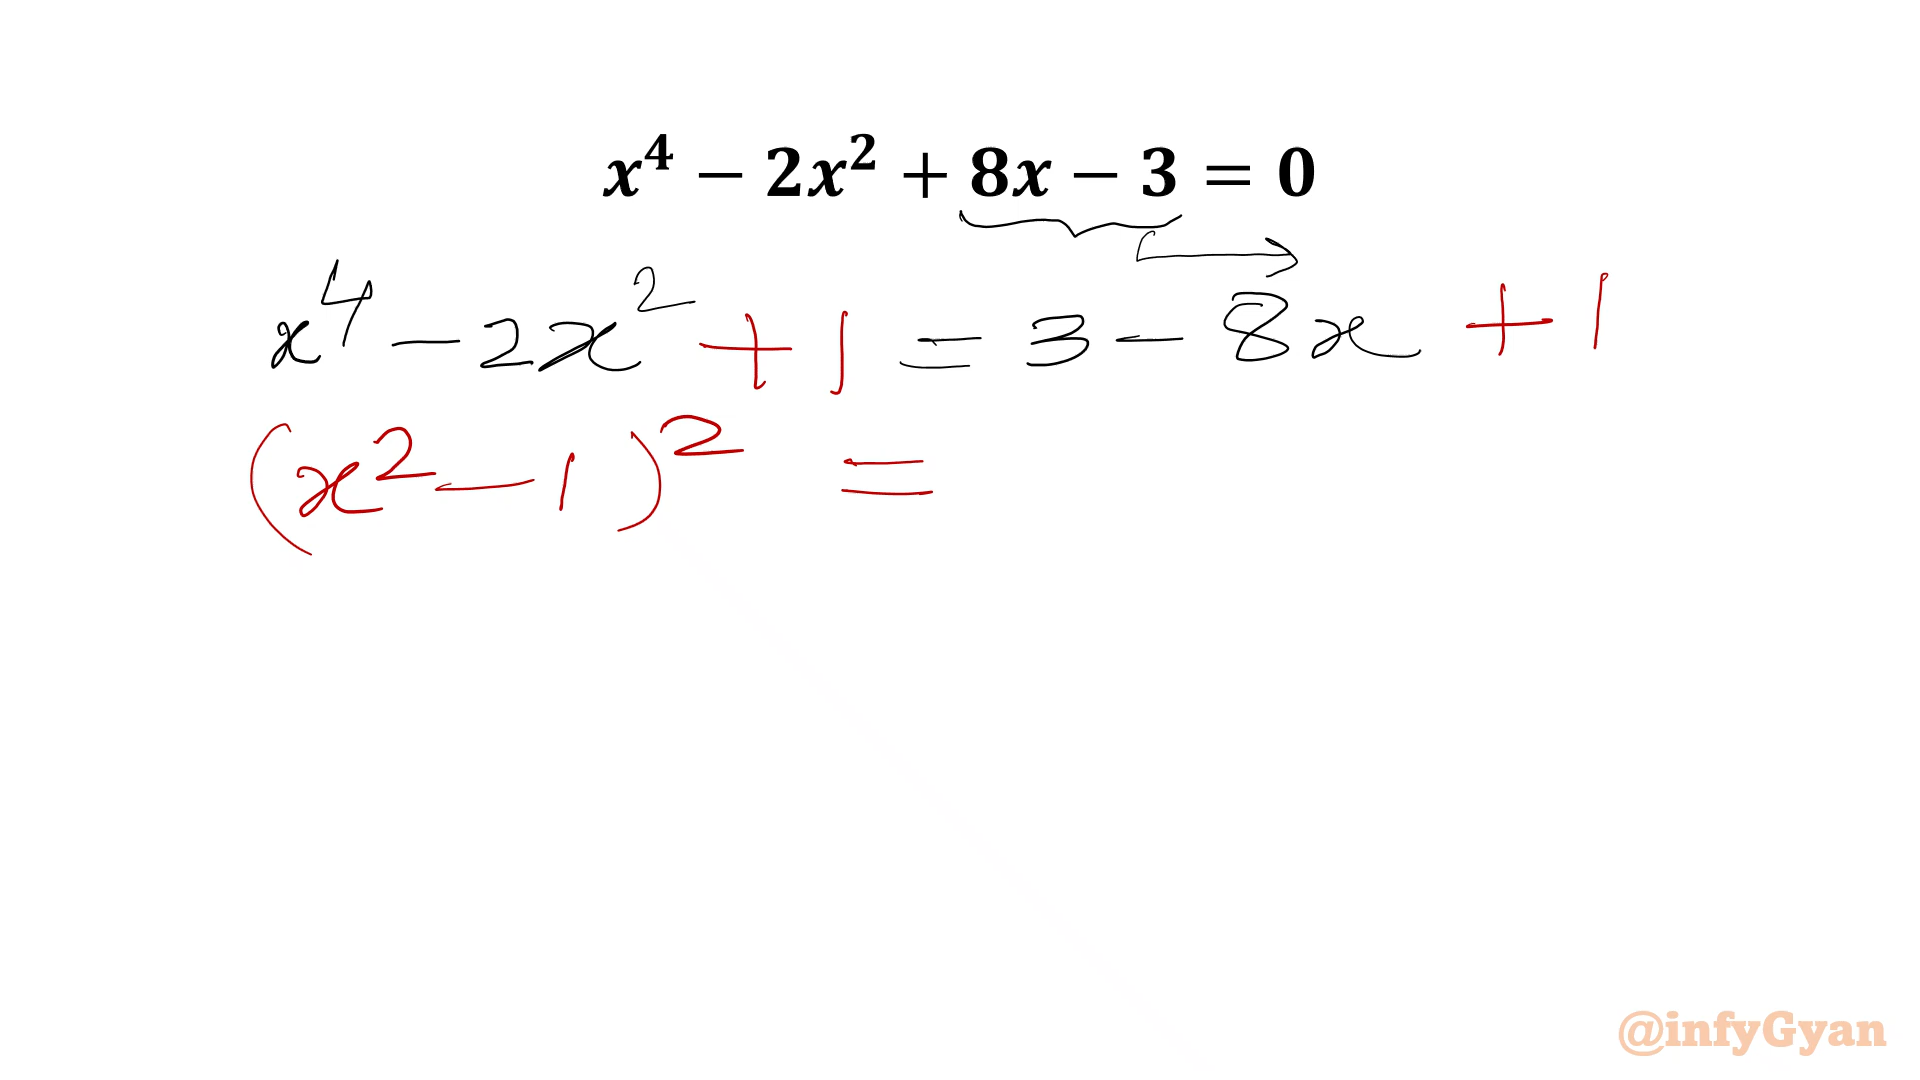 x⁴ − 2x² + 8x − 3 = 0
x⁴ − 2x² + 1 = 3 − 8x + 1
(x² − 1)² =
@infyGyan